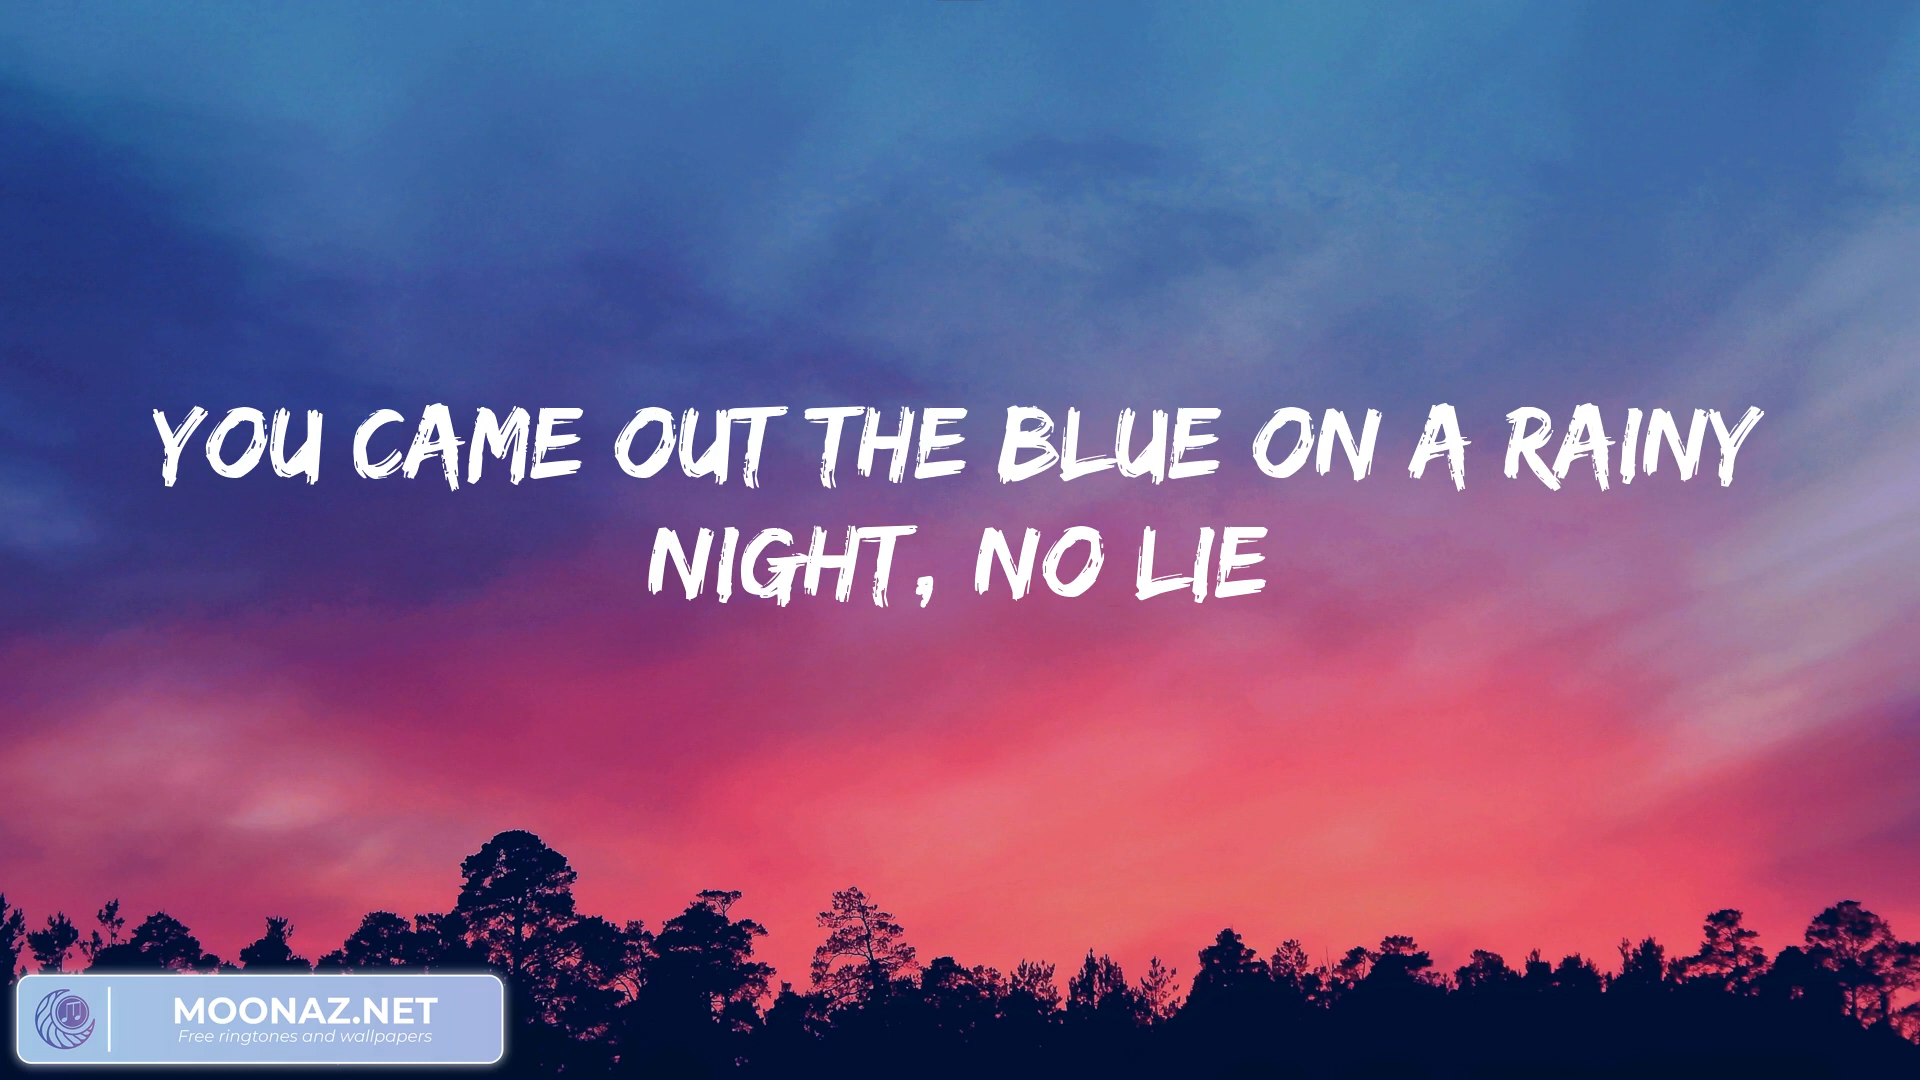 YOU CAME OUT THE BLUE ON A RAINY
NIGHT, NO LIE
MOONAZ.NET
Free ringtones and wallpapers